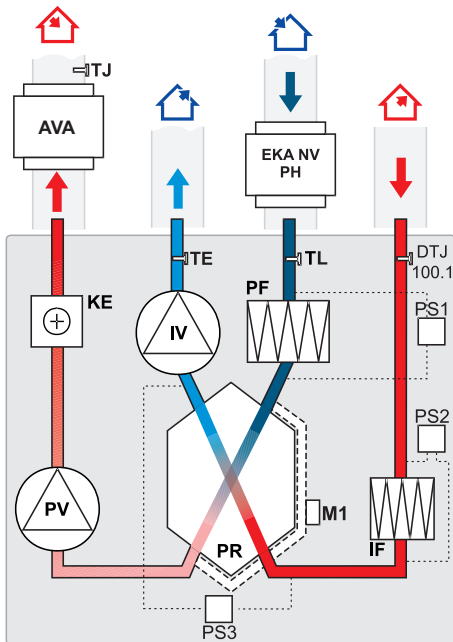 TJ
AVA
EKA NV
PH
TE
TL
DTJ
100.1
KE
IV
PF
PS1
PS2
PV
M1
PR
IF
PS3